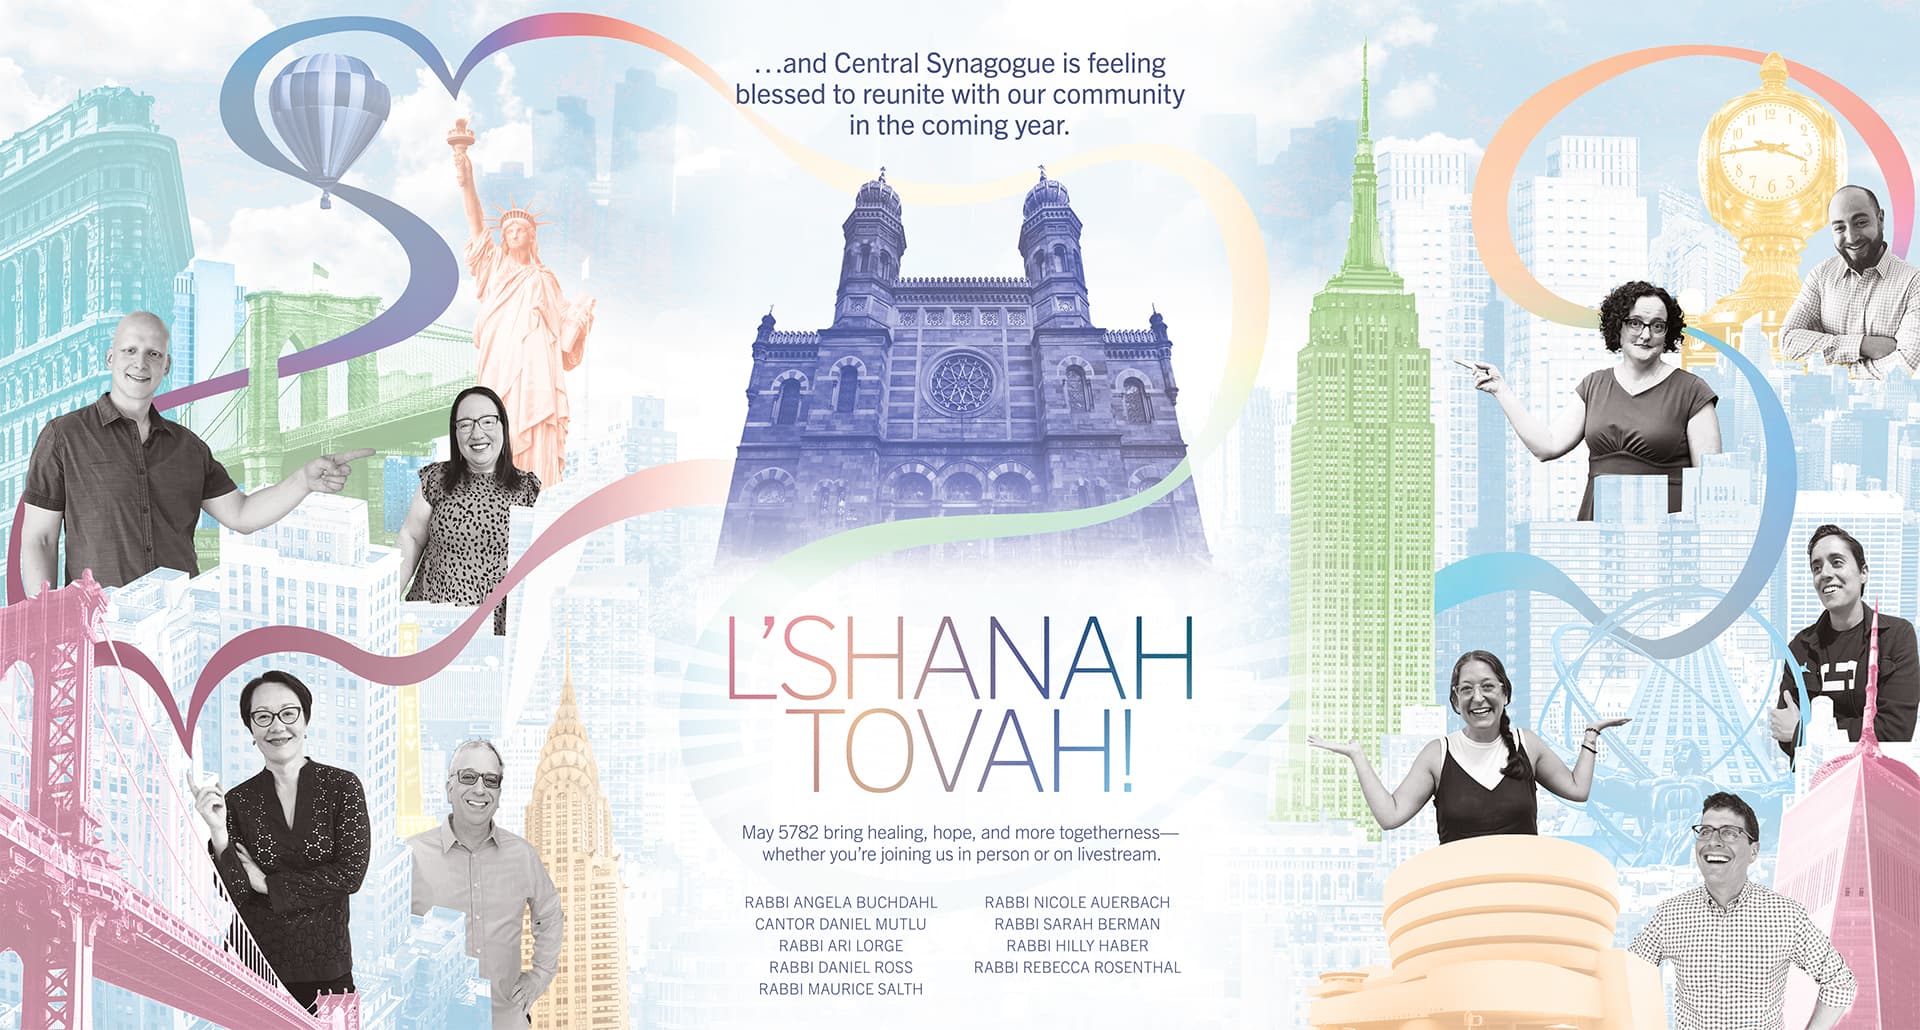 …and Central Synagogue is feeling
blessed to reunite with our community
in the coming year.
L'SHANAH
TOVAH!
May 5782 bring healing, hope, and more togetherness—
whether you're joining us in person or on livestream.
RABBI ANGELA BUCHDAHL
CANTOR DANIEL MUTLU
RABBI ARI LORGE
RABBI DANIEL ROSS
RABBI MAURICE SALTH
RABBI NICOLE AUERBACH
RABBI SARAH BERMAN
RABBI HILLY HABER
RABBI REBECCA ROSENTHAL